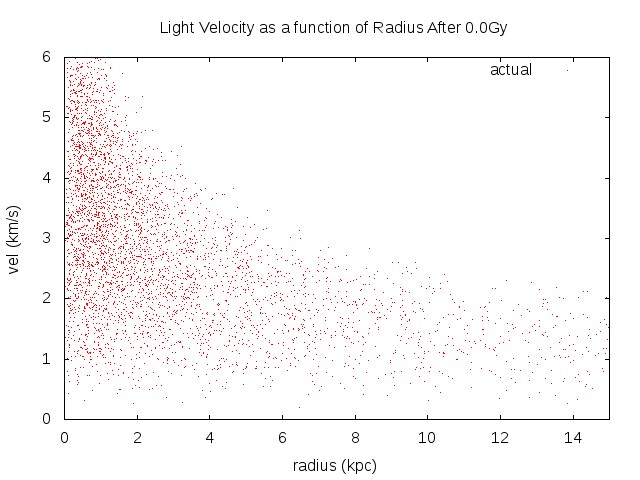 Light Velocity as a function of Radius After 0.0Gy
actual
6
5
4
3
2
1
0
vel (km/s)
0 2 4 6 8 10 12 14
radius (kpc)